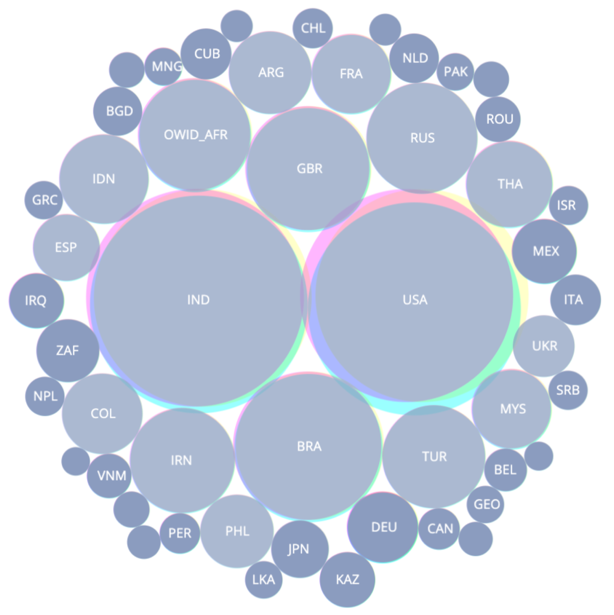 CHL
CUB
NLD
MNG
ARG
FRA
PAK
BGD
OWID_AFR
RUS
ROU
GBR
IDN
THA
GRC
ISR
ESP
MEX
IRQ
IND
USA
ITA
ZAF
UKR
NPL
SRB
COL
MYS
BRA
IRN
TUR
VNM
BEL
GEO
PER
PHL
DEU
CAN
JPN
LKA
KAZ